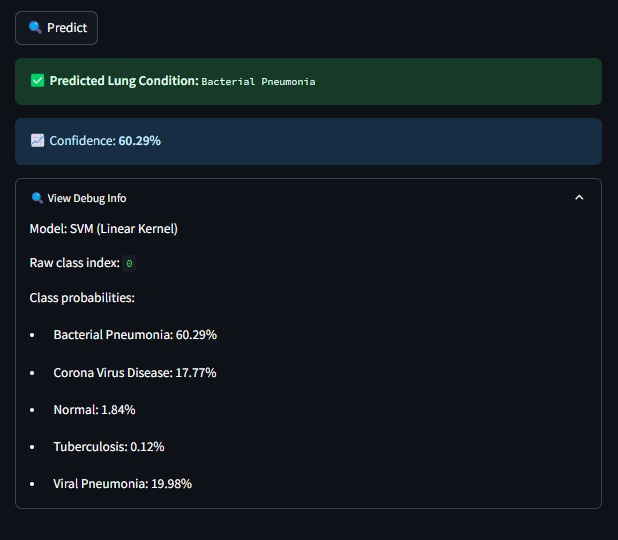 Predict
Predicted Lung Condition: Bacterial Pneumonia
Confidence: 60.29%
View Debug Info
Model: SVM (Linear Kernel)
Raw class index: 0
Class probabilities:
• Bacterial Pneumonia: 60.29%
• Corona Virus Disease: 17.77%
• Normal: 1.84%
• Tuberculosis: 0.12%
• Viral Pneumonia: 19.98%